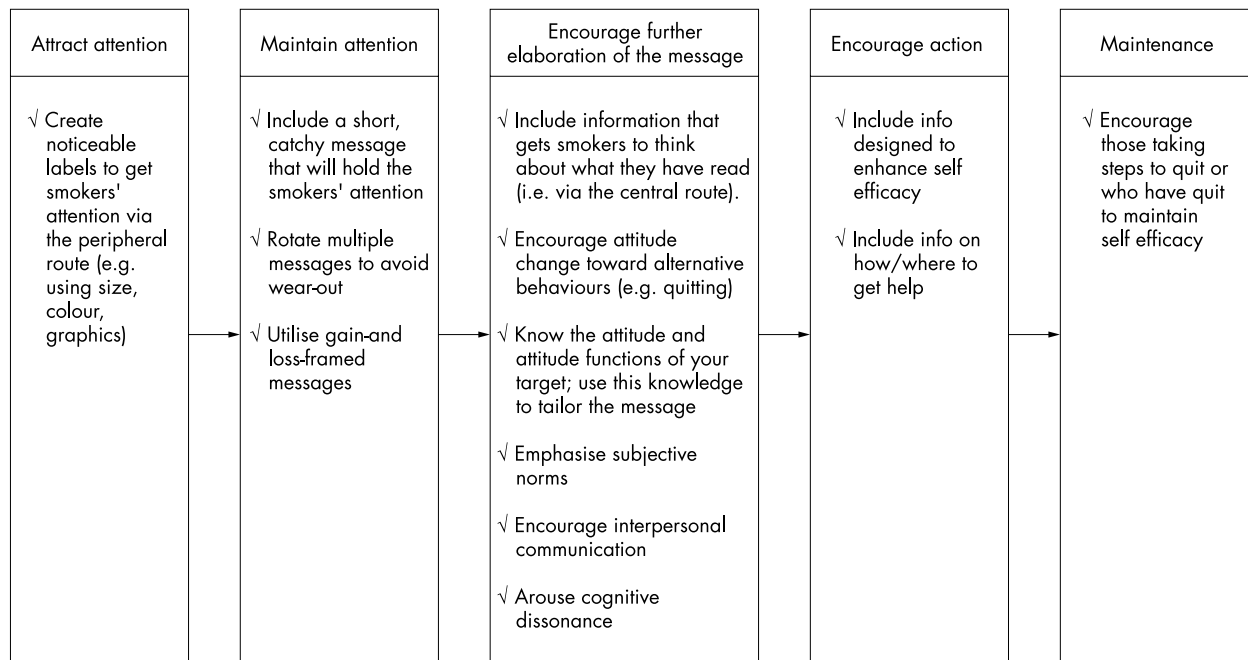 Attract attention
√ Create
noticeable
labels to get
smokers'
attention via
the peripheral
route (e.g.
using size,
colour,
graphics)
Maintain attention
√ Include a short,
catchy message
that will hold the
smokers' attention
√ Rotate multiple
messages to avoid
wear-out
√ Utilise gain-and
loss-framed
messages
Encourage further
elaboration of the message
√ Include information that
gets smokers to think
about what they have read
(i.e. via the central route).
√ Encourage attitude
change toward alternative
behaviours (e.g. quitting)
√ Know the attitude and
attitude functions of your
target; use this knowledge
to tailor the message
√ Emphasise subjective
norms
√ Encourage interpersonal
communication
√ Arouse cognitive
dissonance
Encourage action
√ Include info
designed to
enhance self
efficacy
√ Include info on
how/where to
get help
Maintenance
√ Encourage
those taking
steps to quit or
who have quit
to maintain
self efficacy